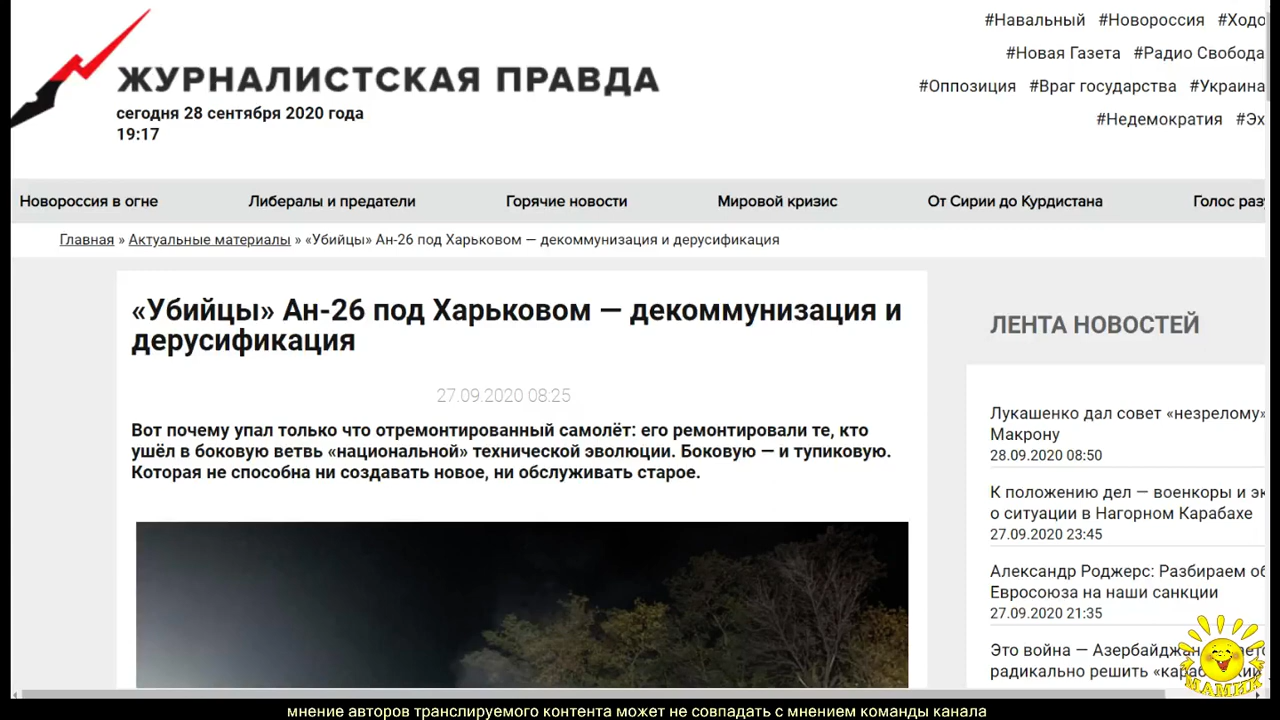 #Навальный #Новороссия
#Новая Газета #Радио Свобода
#Оппозиция #Враг государства #Украина
#Недемократия
ЖУРНАЛИСТСКАЯ ПРАВДА
сегодня 28 сентября 2020 года
19:17
Новороссия в огне Либералы и предатели Горячие новости Мировой кризис От Сирии до Курдистана Голос
Главная » Актуальные материалы » «Убийцы» Ан-26 под Харьковом — декоммунизация и дерусификация
«Убийцы» Ан-26 под Харьковом — декоммунизация и
дерусификация
27.09.2020 08:25
Вот почему упал только что отремонтированный самолёт: его ремонтировали те, кто
ушёл в боковую ветвь «национальной» технической эволюции. Боковую — и тупиковую.
Которая не способна ни создавать новое, ни обслуживать старое.
ЛЕНТА НОВОСТЕЙ
Лукашенко дал совет «незрелому»
Макрону
28.09.2020 08:50
К положению дел — военкоры и
о ситуации в Нагорном Карабахе
27.09.2020 23:45
Александр Роджерс: Разбираем
Евросоюза на наши санкции
27.09.2020 21:35
Это война — Азербайджан
радикально решить
МАМИК
мнение авторов транслируемого контента может не совпадать с мнением команды канала